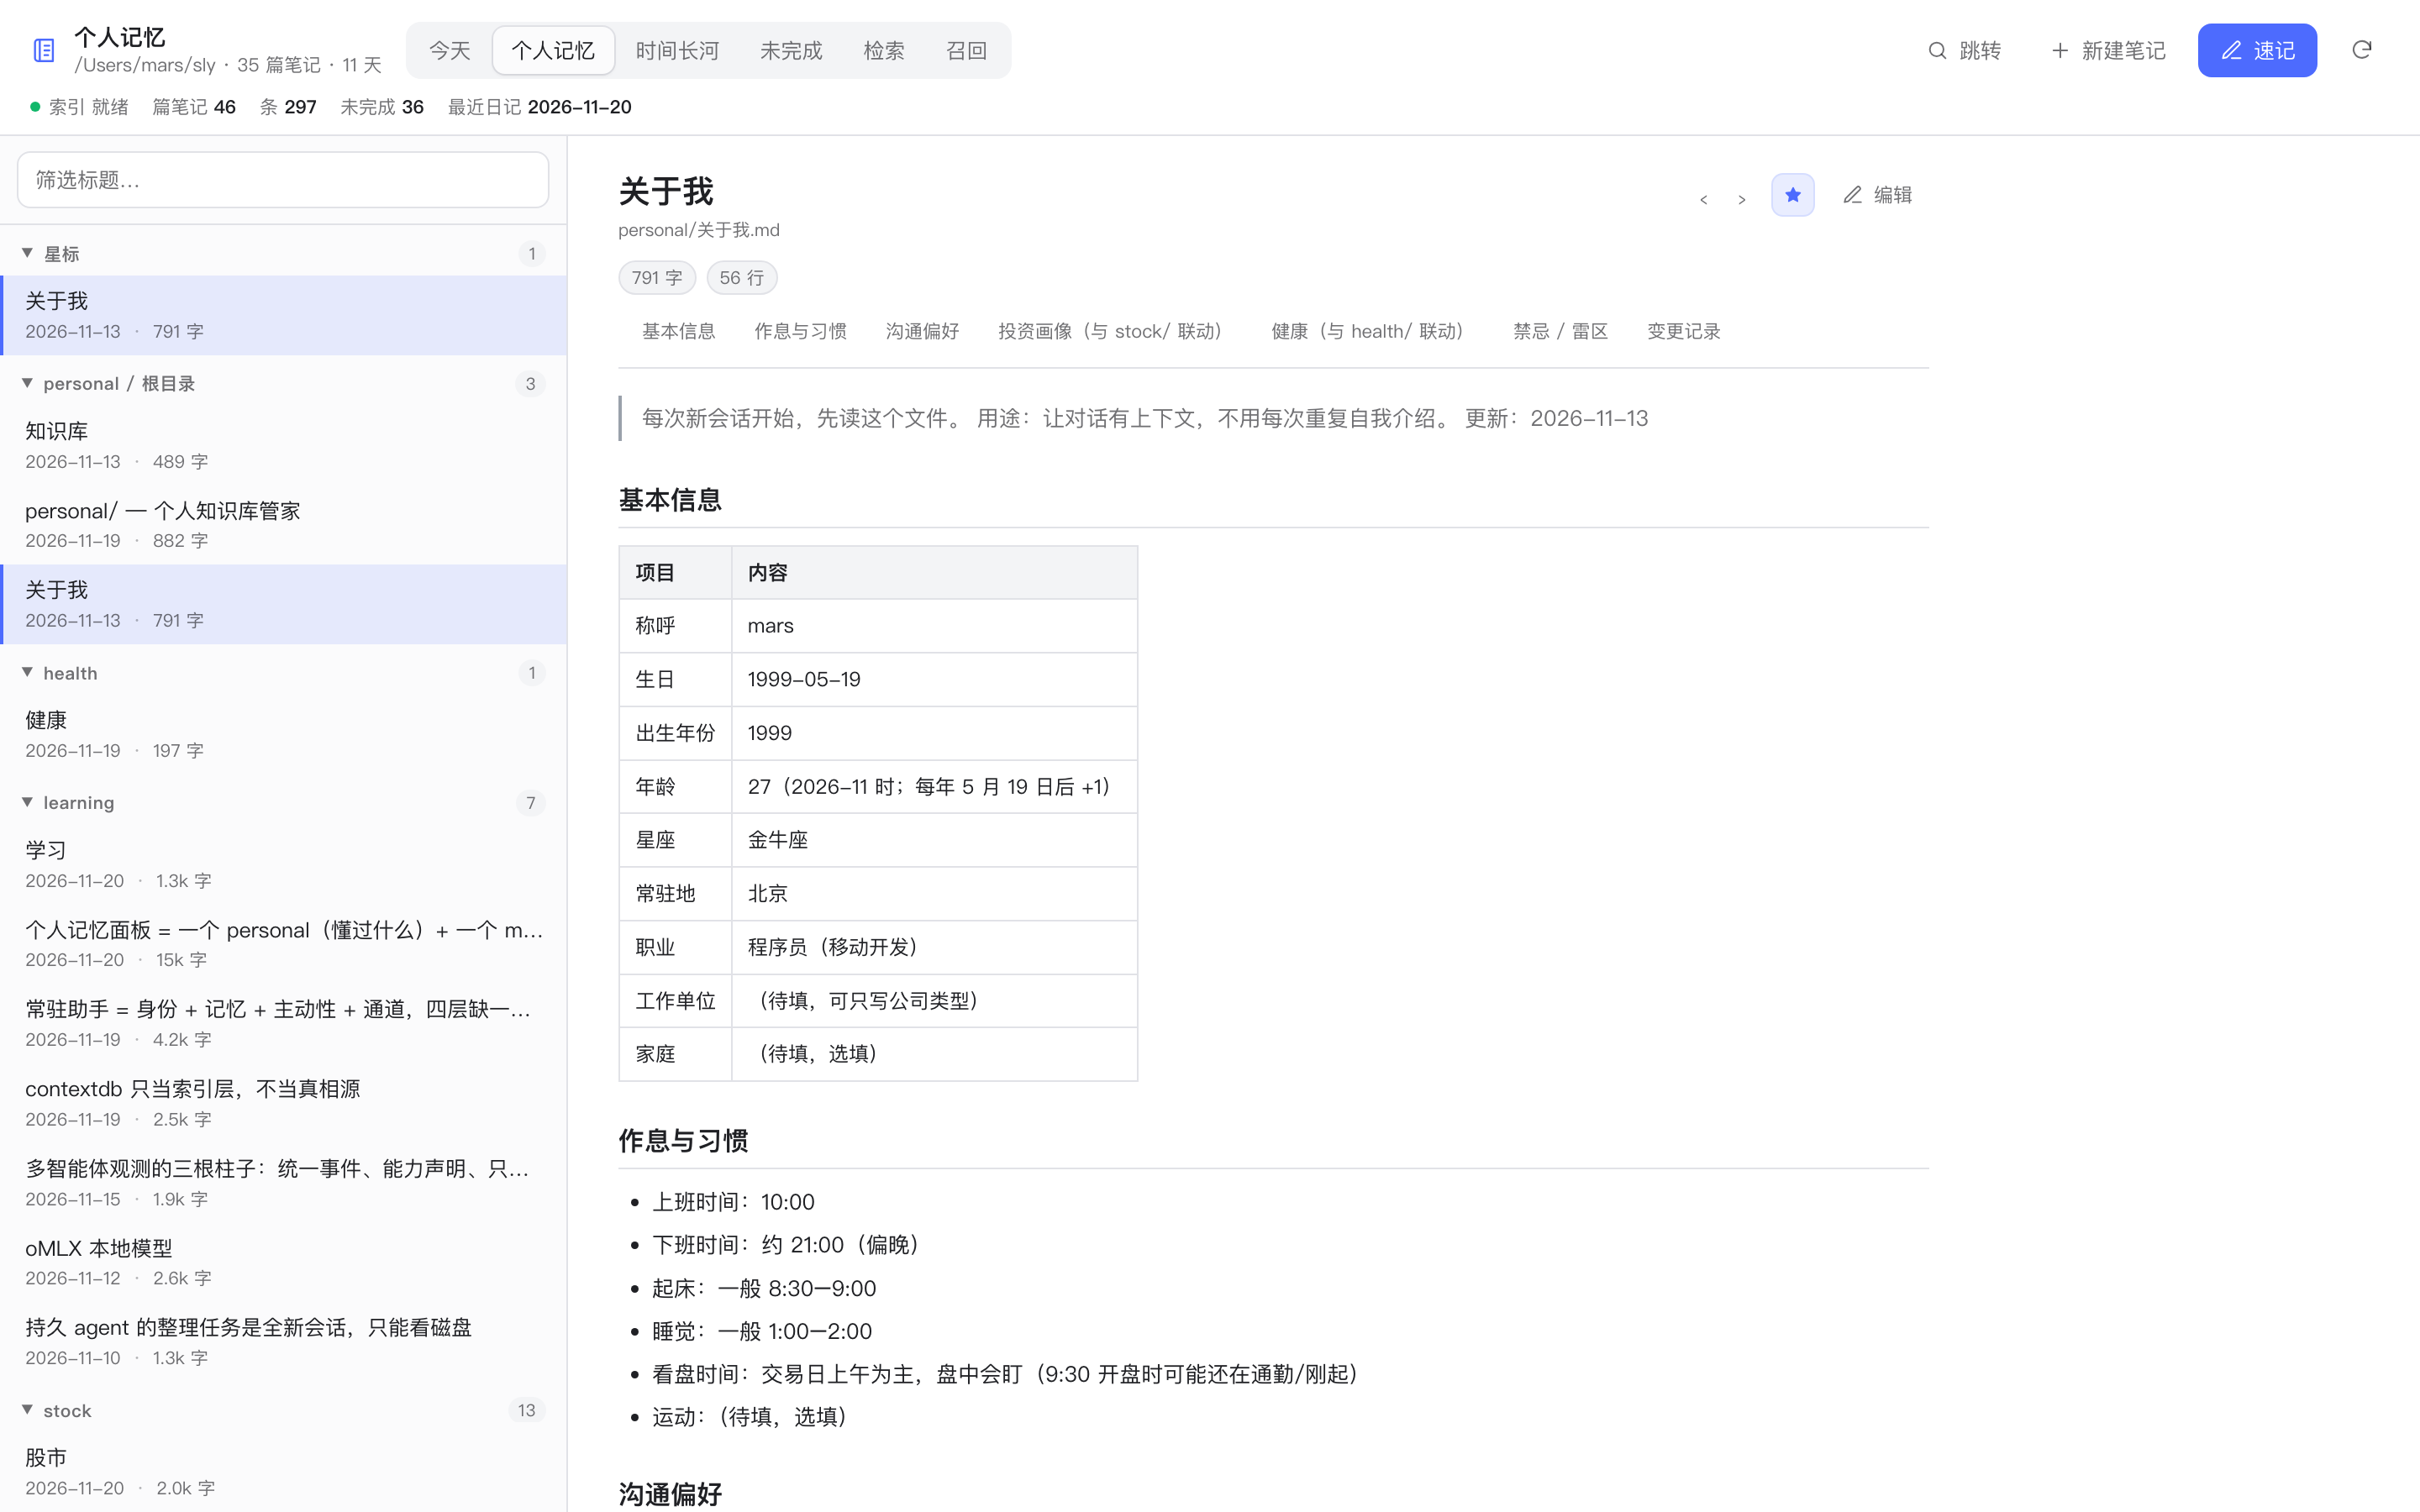 个人记忆
/Users/mars/sly · 35 篇笔记 · 11 天
今天 个人记忆 时间长河 未完成 检索 召回
跳转 新建笔记 速记
索引 就绪 篇笔记 46 条 297 未完成 36 最近日记 2026-11-20
筛选标题...
星标 1
关于我
2026-11-13 · 791 字
personal / 根目录 3
知识库
2026-11-13 · 489 字
personal/ — 个人知识库管家
2026-11-19 · 882 字
关于我
2026-11-13 · 791 字
health 1
健康
2026-11-19 · 197 字
learning 7
学习
2026-11-20 · 1.3k 字
个人记忆面板 = 一个 personal（懂过什么）+ 一个 m...
2026-11-20 · 15k 字
常驻助手 = 身份 + 记忆 + 主动性 + 通道，四层缺一...
2026-11-19 · 4.2k 字
contextdb 只当索引层，不当真相源
2026-11-19 · 2.5k 字
多智能体观测的三根柱子：统一事件、能力声明、只...
2026-11-15 · 1.9k 字
oMLX 本地模型
2026-11-12 · 2.6k 字
持久 agent 的整理任务是全新会话，只能看磁盘
2026-11-10 · 1.3k 字
stock 13
股市
2026-11-20 · 2.0k 字
关于我
‹ › 编辑
personal/关于我.md
791 字 56 行
基本信息 作息与习惯 沟通偏好 投资画像（与 stock/ 联动） 健康（与 health/ 联动） 禁忌 / 雷区 变更记录
每次新会话开始，先读这个文件。 用途：让对话有上下文，不用每次重复自我介绍。 更新：2026-11-13
基本信息
项目 内容
称呼 mars
生日 1999-05-19
出生年份 1999
年龄 27（2026-11 时；每年 5 月 19 日后 +1）
星座 金牛座
常驻地 北京
职业 程序员（移动开发）
工作单位 （待填，可只写公司类型）
家庭 （待填，选填）
作息与习惯
• 上班时间：10:00
• 下班时间：约 21:00（偏晚）
• 起床：一般 8:30–9:00
• 睡觉：一般 1:00–2:00
• 看盘时间：交易日上午为主，盘中会盯（9:30 开盘时可能还在通勤/刚起）
• 运动：（待填，选填）
沟通偏好